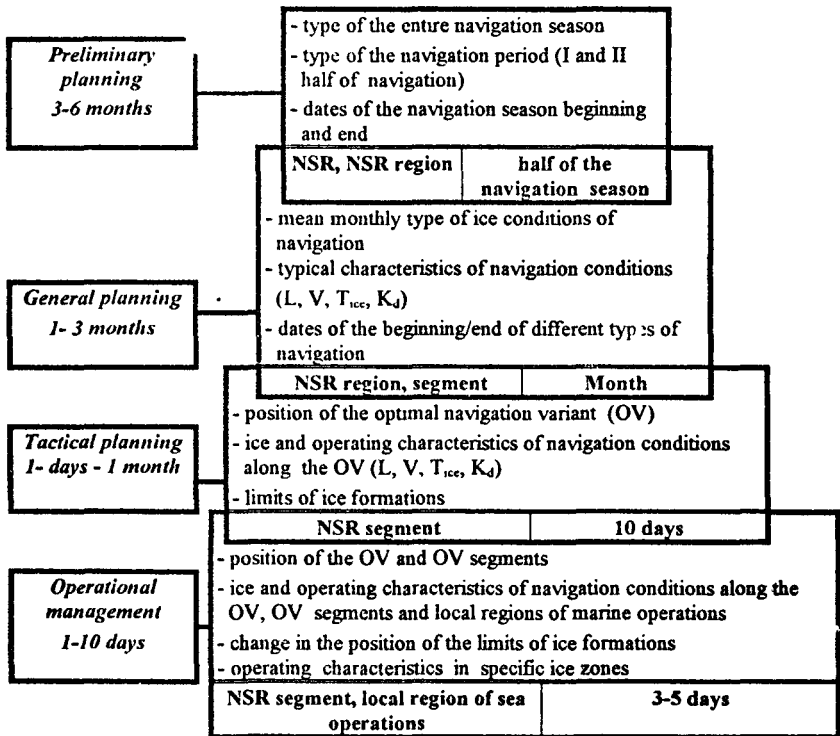 Preliminary
planning
3-6 months
- type of the entire navigation season
- type of the navigation period (I and II
half of navigation)
- dates of the navigation season beginning
and end
NSR, NSR region
half of the
navigation season
General planning
1- 3 months
- mean monthly type of ice conditions of
navigation
- typical characteristics of navigation conditions
(L, V, Tice, Kd)
- dates of the beginning/end of different types of
navigation
NSR region, segment
Month
Tactical planning
1- days - 1 month
- position of the optimal navigation variant (OV)
- ice and operating characteristics of navigation conditions
along the OV (L, V, Tice, Kd)
- limits of ice formations
NSR segment
10 days
Operational
management
1-10 days
- position of the OV and OV segments
- ice and operating characteristics of navigation conditions along the
OV, OV segments and local regions of marine operations
- change in the position of the limits of ice formations
- operating characteristics in specific ice zones
NSR segment, local region of sea
operations
3-5 days